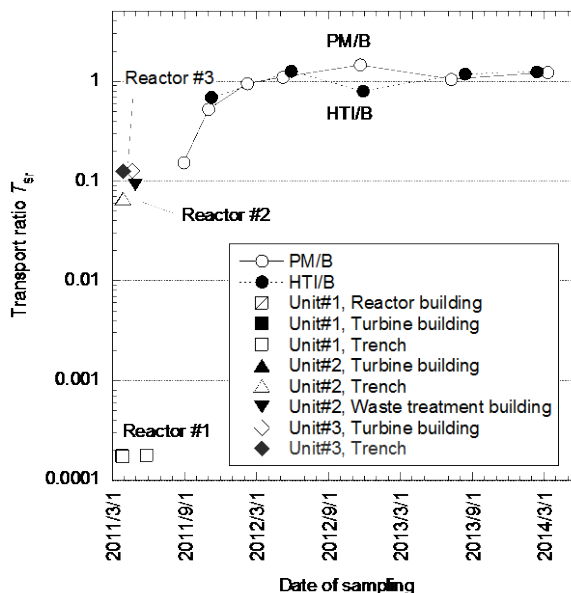 PM/B
HTI/B
Reactor #3
Reactor #2
Reactor #1
10
1
0.1
0.01
0.001
0.0001
Transport ratio Tsr
PM/B
HTI/B
Unit#1, Reactor building
Unit#1, Turbine building
Unit#1, Trench
Unit#2, Turbine building
Unit#2, Trench
Unit#2, Waste treatment building
Unit#3, Turbine building
Unit#3, Trench
2011/3/1
2011/9/1
2012/3/1
2012/9/1
2013/3/1
2013/9/1
2014/3/1
Date of sampling